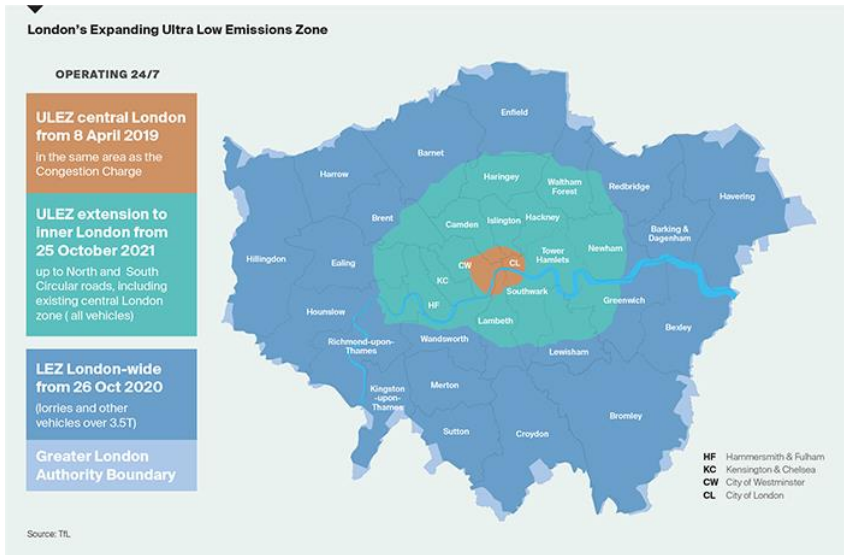 London's Expanding Ultra Low Emissions Zone
OPERATING 24/7
ULEZ central London
from 8 April 2019
in the same area as the
Congestion Charge
ULEZ extension to
inner London from
25 October 2021
up to North and South
Circular roads, including
existing central London
zone ( all vehicles)
LEZ London-wide
from 26 Oct 2020
(lorries and other
vehicles over 3.5T)
Greater London
Authority Boundary
Enfield
Barnet
Harrow
Haringey
Waltham
Forest
Redbridge
Havering
Brent
Camden
Islington
Hackney
Barking &
Dagenham
Hillingdon
Ealing
CW
CL
Tower
Hamlets
Newham
KC
HF
Southwark
Greenwich
Hounslow
Lambeth
Bexley
Richmond-upon-
Thames
Wandsworth
Lewisham
Kingston
-upon-
Thames
Merton
Sutton
Croydon
Bromley
HF Hammersmith & Fulham
KC Kensington & Chelsea
CW City of Westminster
CL City of London
Source: TfL